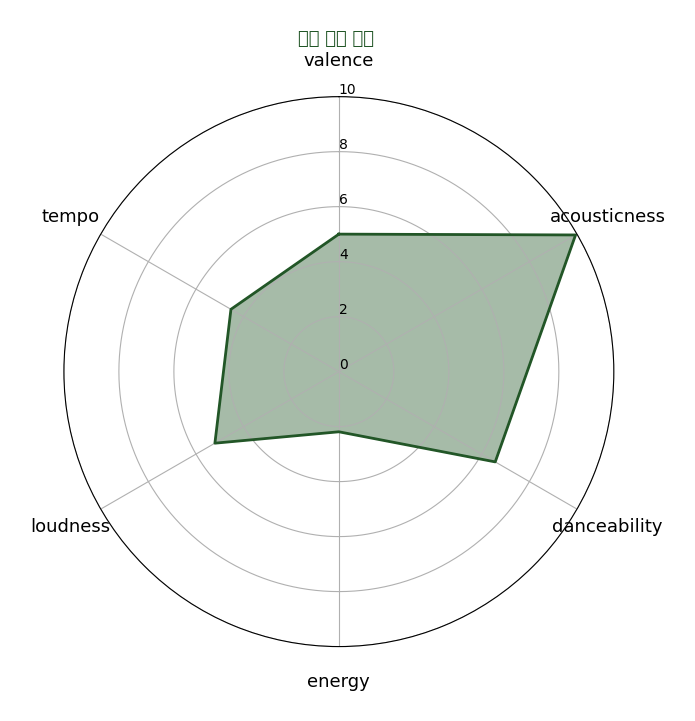 valence
10
8
tempo
acousticness
6
4
2
0
loudness
danceability
energy